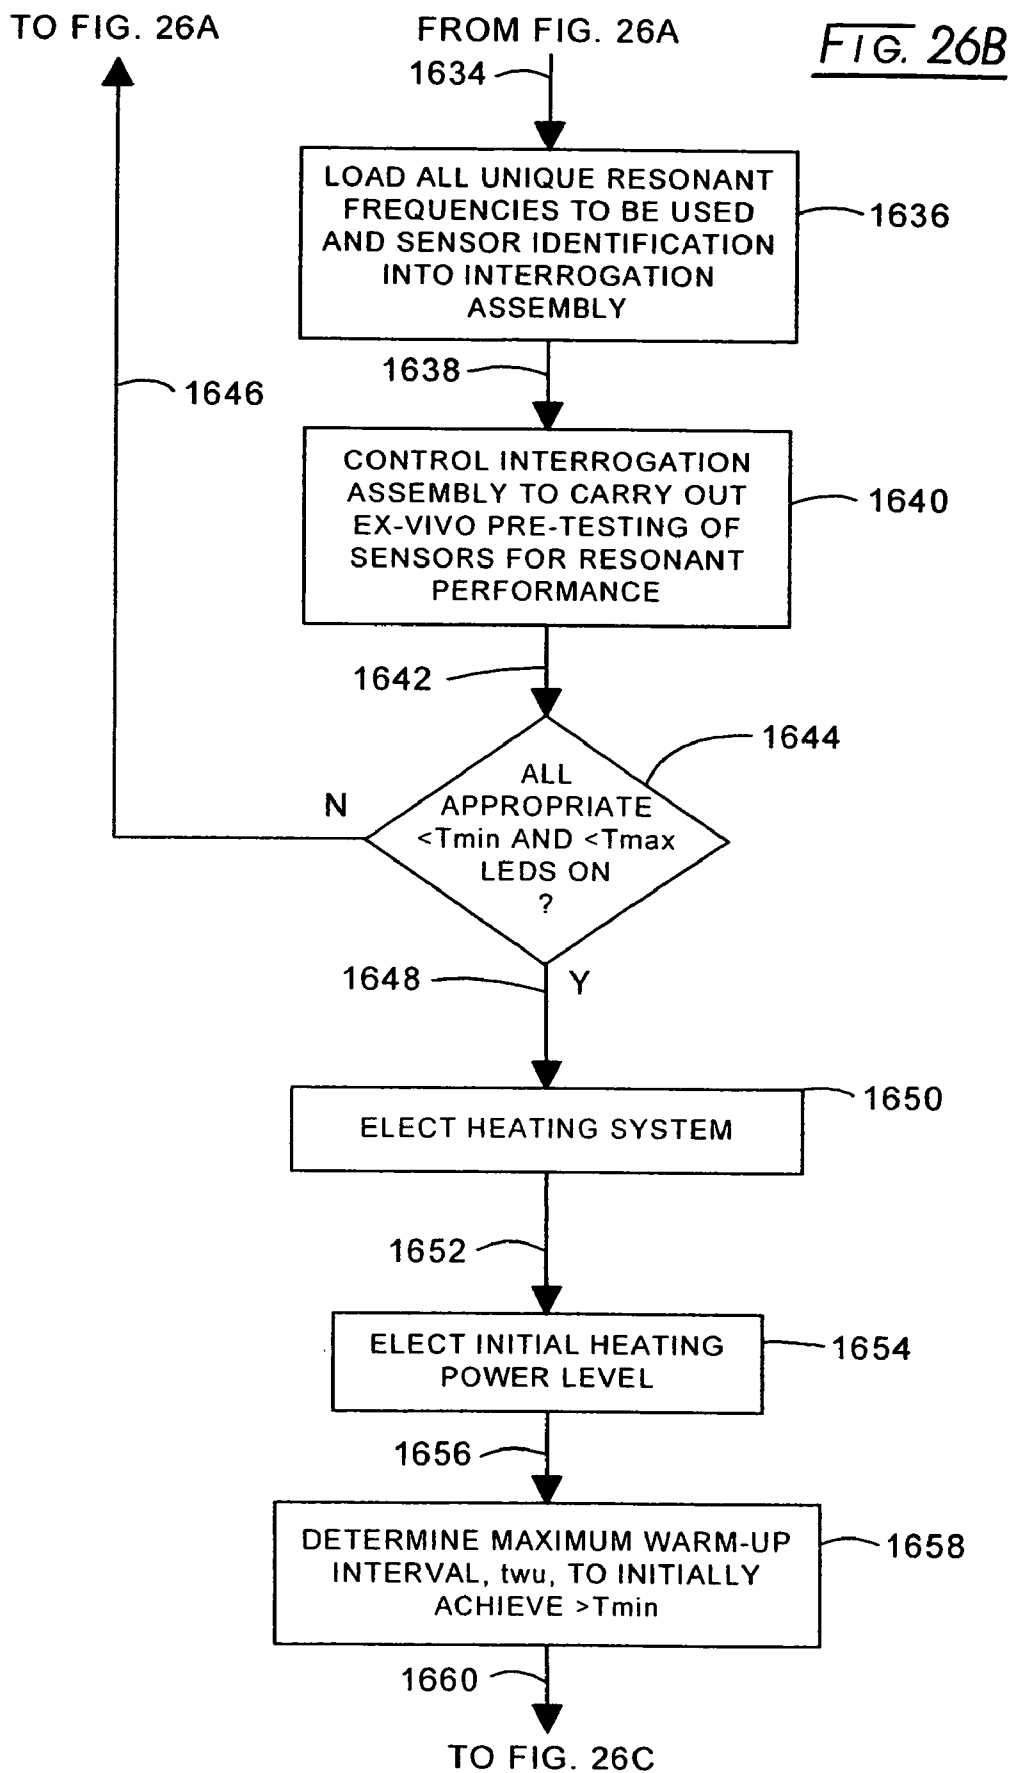 TO FIG. 26A
FROM FIG. 26A
FIG. 26B
1634
LOAD ALL UNIQUE RESONANT
FREQUENCIES TO BE USED
AND SENSOR IDENTIFICATION
INTO INTERROGATION
ASSEMBLY
1636
1638
1646
CONTROL INTERROGATION
ASSEMBLY TO CARRY OUT
EX-VIVO PRE-TESTING OF
SENSORS FOR RESONANT
PERFORMANCE
1640
1642
1644
ALL
APPROPRIATE
<Tmin AND <Tmax
LEDS ON
?
N
1648
Y
1650
ELECT HEATING SYSTEM
1652
ELECT INITIAL HEATING
POWER LEVEL
1654
1656
DETERMINE MAXIMUM WARM-UP
INTERVAL, twu, TO INITIALLY
ACHIEVE >Tmin
1658
1660
TO FIG. 26C